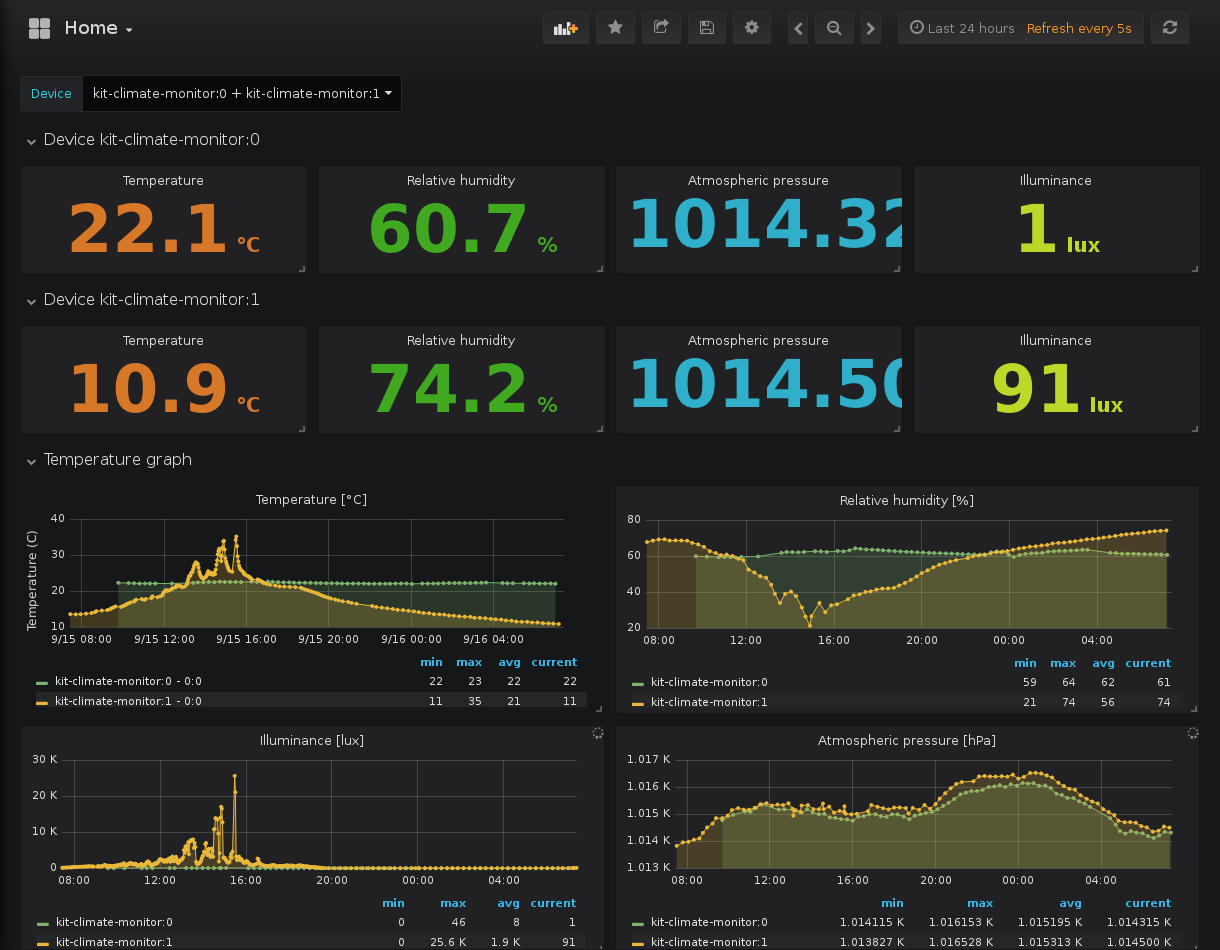 Home
Last 24 hours Refresh every 5s
Device kit-climate-monitor:0 + kit-climate-monitor:1
Device kit-climate-monitor:0
Temperature Relative humidity Atmospheric pressure Illuminance
22.1 °C 60.7 % 1014.32 1 lux
Device kit-climate-monitor:1
Temperature Relative humidity Atmospheric pressure Illuminance
10.9 °C 74.2 % 1014.50 91 lux
Temperature graph
Temperature [°C]
Temperature (C)
40
30
20
10
9/15 08:00 9/15 12:00 9/15 16:00 9/15 20:00 9/16 00:00 9/16 04:00
min max avg current
kit-climate-monitor:0 - 0:0 22 23 22 22
kit-climate-monitor:1 - 0:0 11 35 21 11
Relative humidity [%]
80
60
40
20
08:00 12:00 16:00 20:00 00:00 04:00
min max avg current
kit-climate-monitor:0 59 64 62 61
kit-climate-monitor:1 21 74 56 74
Illuminance [lux]
30 K
20 K
10 K
0
08:00 12:00 16:00 20:00 00:00 04:00
min max avg current
kit-climate-monitor:0 0 46 8 1
kit-climate-monitor:1 0 25.6 K 1.9 K 91
Atmospheric pressure [hPa]
1.017 K
1.016 K
1.015 K
1.014 K
1.013 K
08:00 12:00 16:00 20:00 00:00 04:00
min max avg current
kit-climate-monitor:0 1.014115 K 1.016153 K 1.015195 K 1.014315 K
kit-climate-monitor:1 1.013827 K 1.016528 K 1.015313 K 1.014500 K